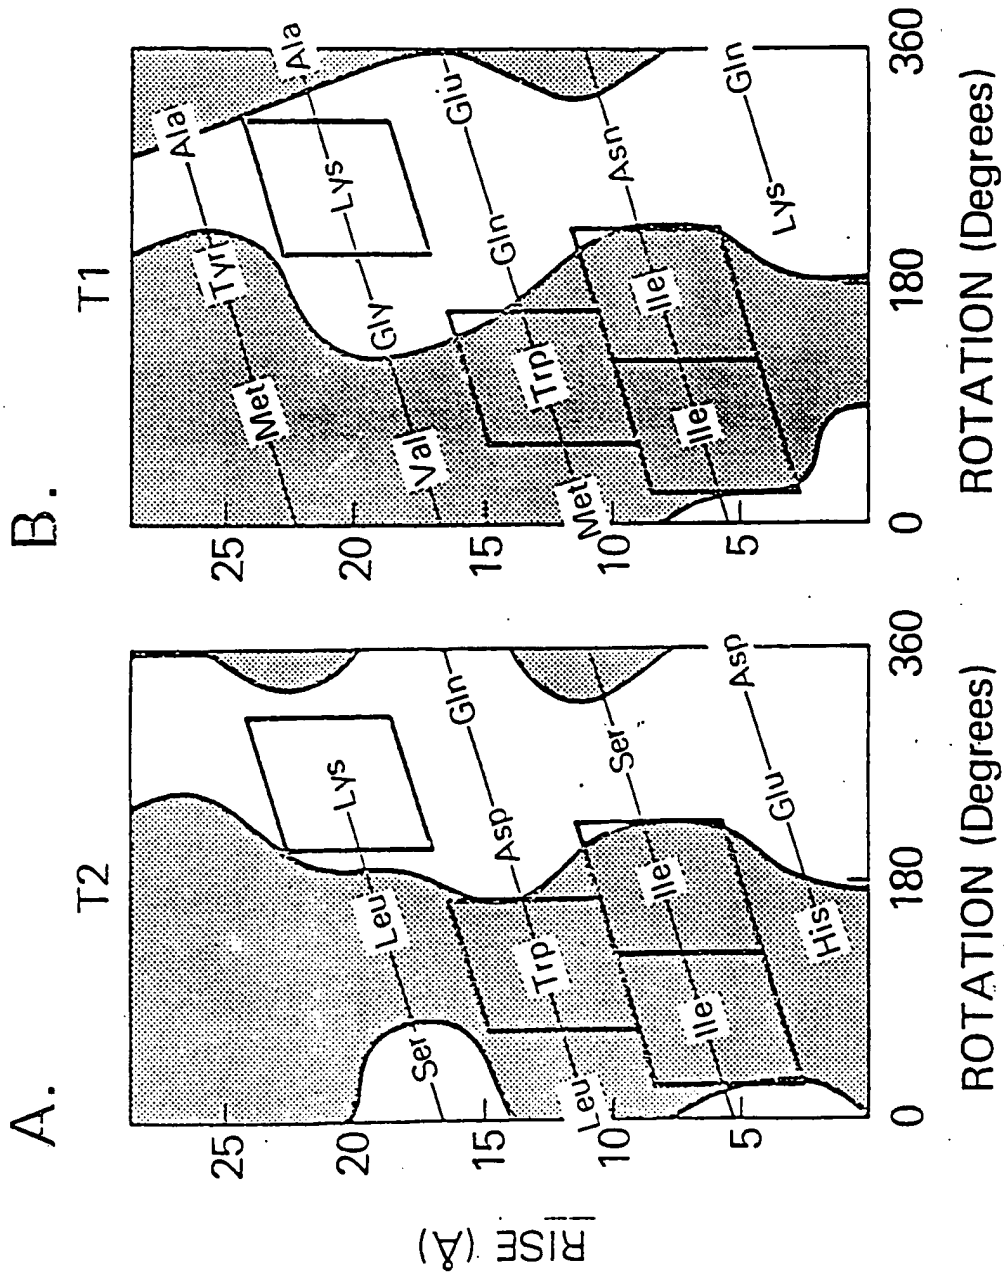 A.
T2
RISE (Å)
25
20
15
10
5
Ser Leu Lys
Leu Trp Asp Gln
Ile Ile Ser
His Glu Asp
0 180 360
ROTATION (Degrees)
B.
T1
25
20
15
10
5
Met Tyr Ala
Val Gly Lys Ala
Met Trp Gln Glu
Ile Ile Asn
Lys Gln
0 180 360
ROTATION (Degrees)